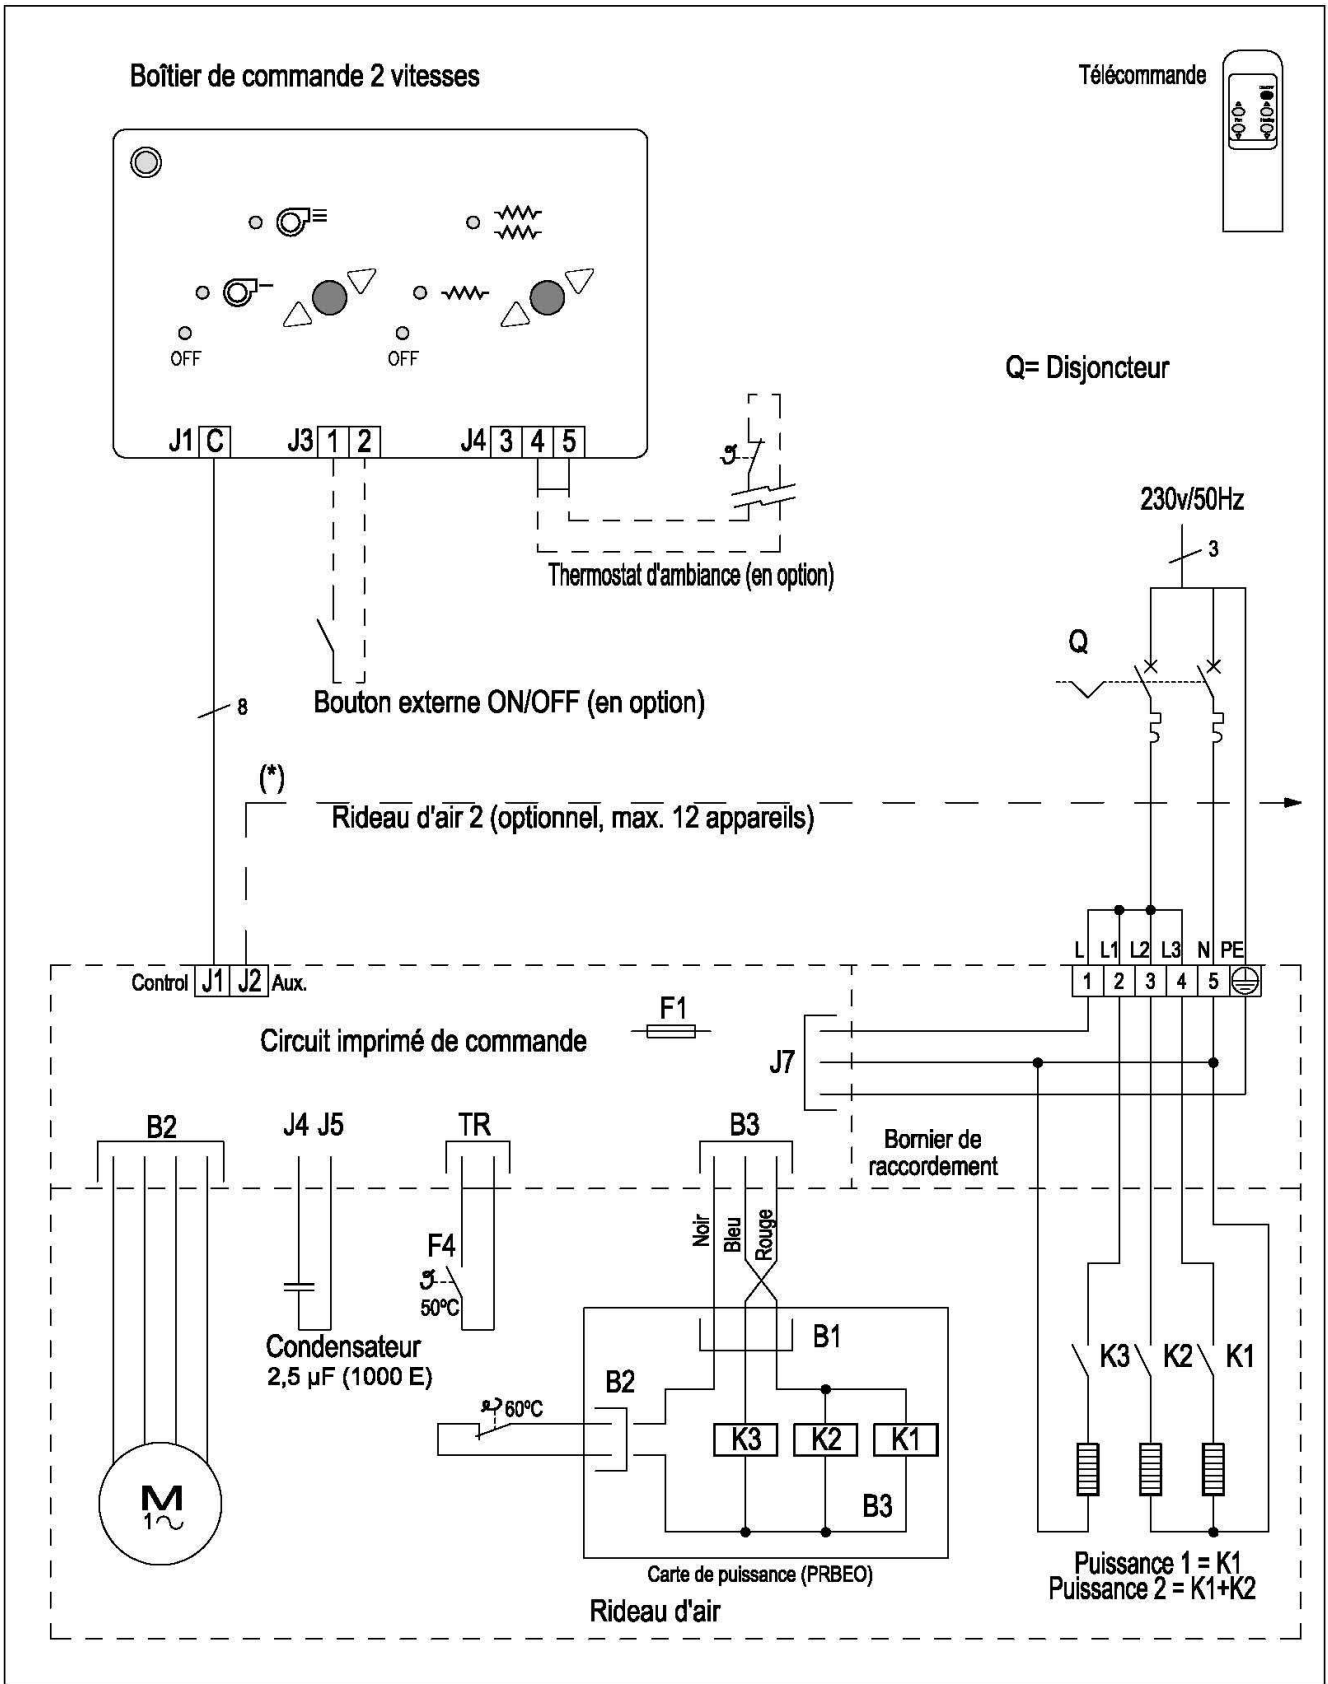 Boîtier de commande 2 vitesses
Télécommande
OFF
OFF
Q= Disjoncteur
J1 C
J3 1 2
J4 3 4 5
230v/50Hz
3
Thermostat d'ambiance (en option)
Q
Bouton externe ON/OFF (en option)
8
(*)
Rideau d'air 2 (optionnel, max. 12 appareils)
L L1 L2 L3 N PE
Control J1 J2 Aux.
1 2 3 4 5
F1
Circuit imprimé de commande
J7
B2
J4 J5
TR
B3
Bornier de
raccordement
Noir
Bleu
Rouge
F4
50ºC
Condensateur
2,5 µF (1000 E)
B1
K3 K2 K1
B2
60ºC
K3 K2 K1
B3
M
1
Carte de puissance (PRBEO)
Puissance 1 = K1
Puissance 2 = K1+K2
Rideau d'air